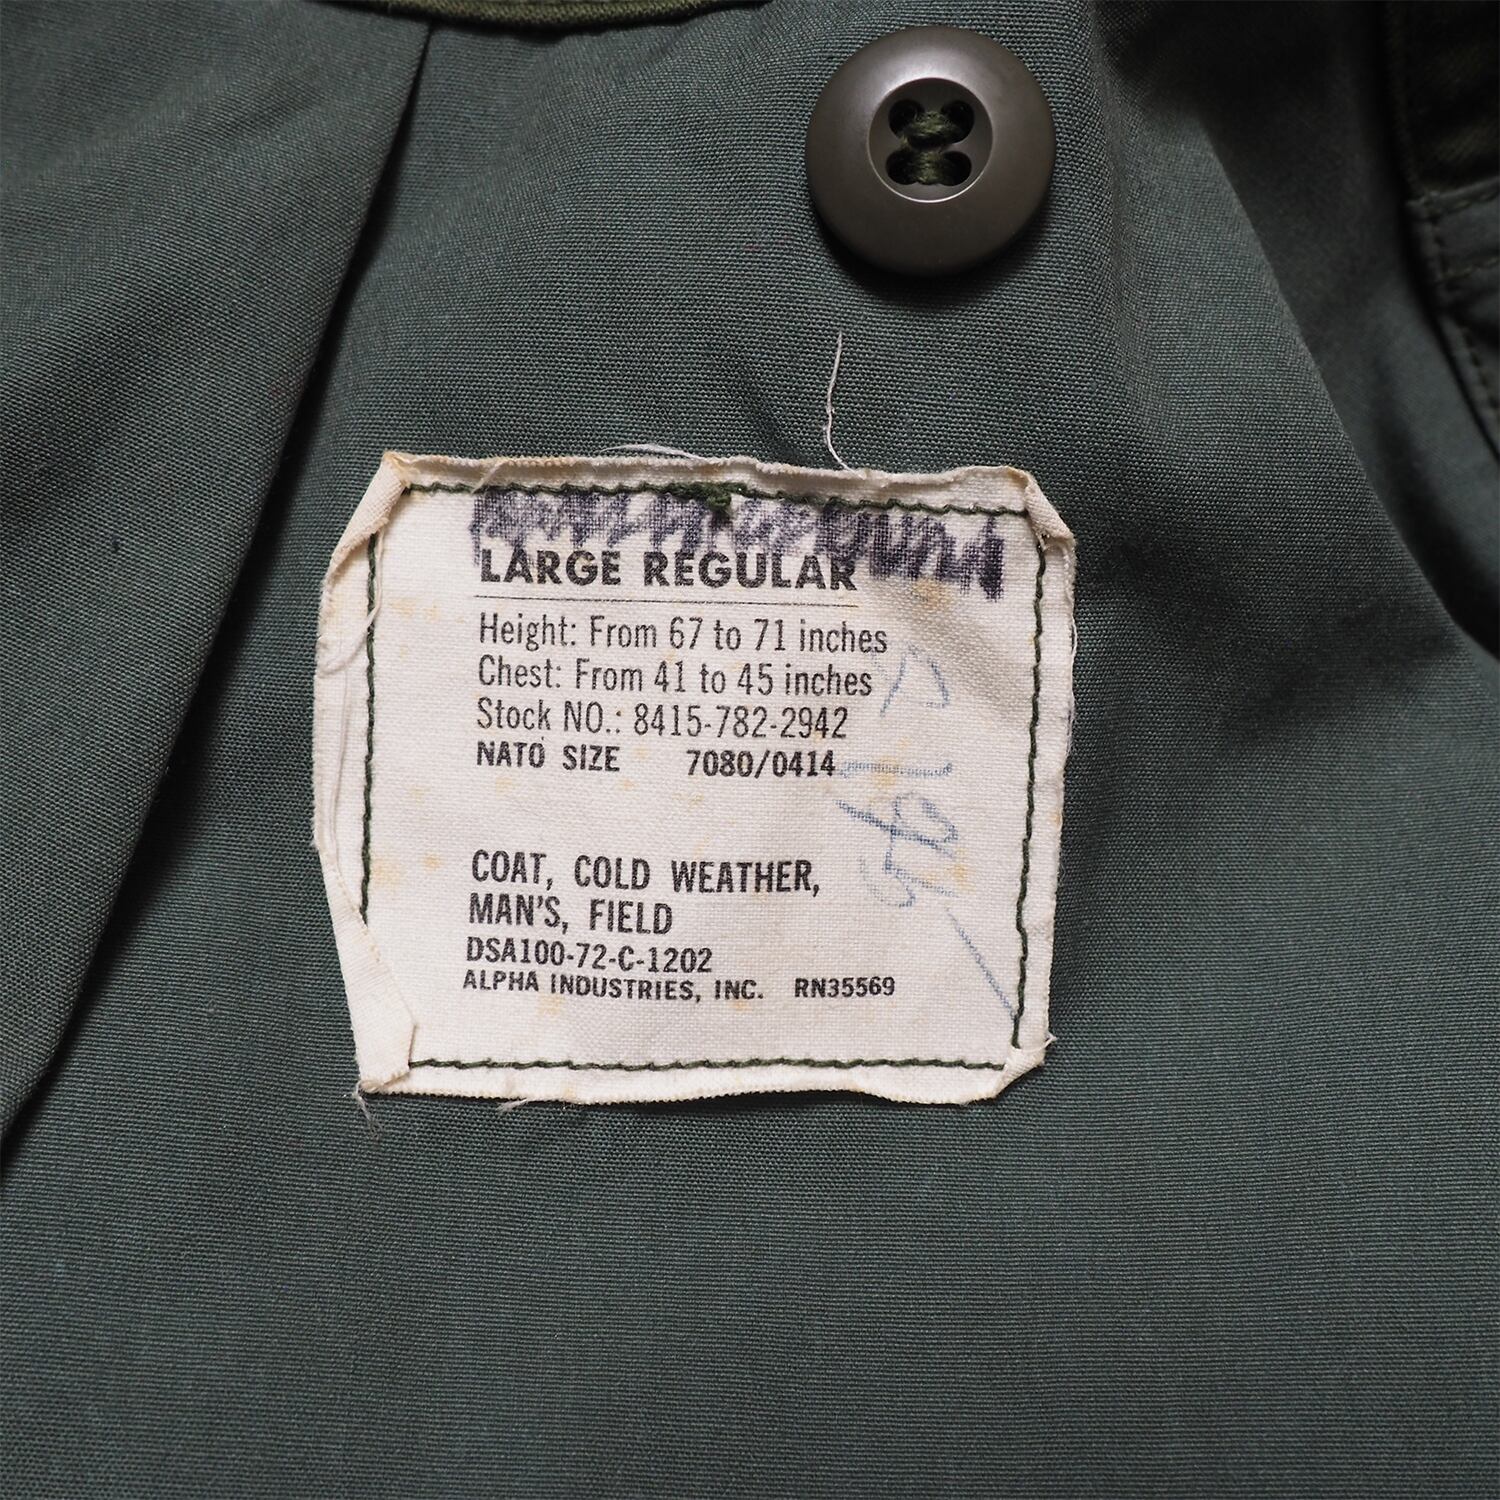 LARGE REGULAR
Height: From 67 to 71 inches
Chest: From 41 to 45 inches
Stock NO.: 8415-782-2942
NATO SIZE 7080/0414
COAT, COLD WEATHER,
MAN'S, FIELD
DSA100-72-C-1202
ALPHA INDUSTRIES, INC. RN35569